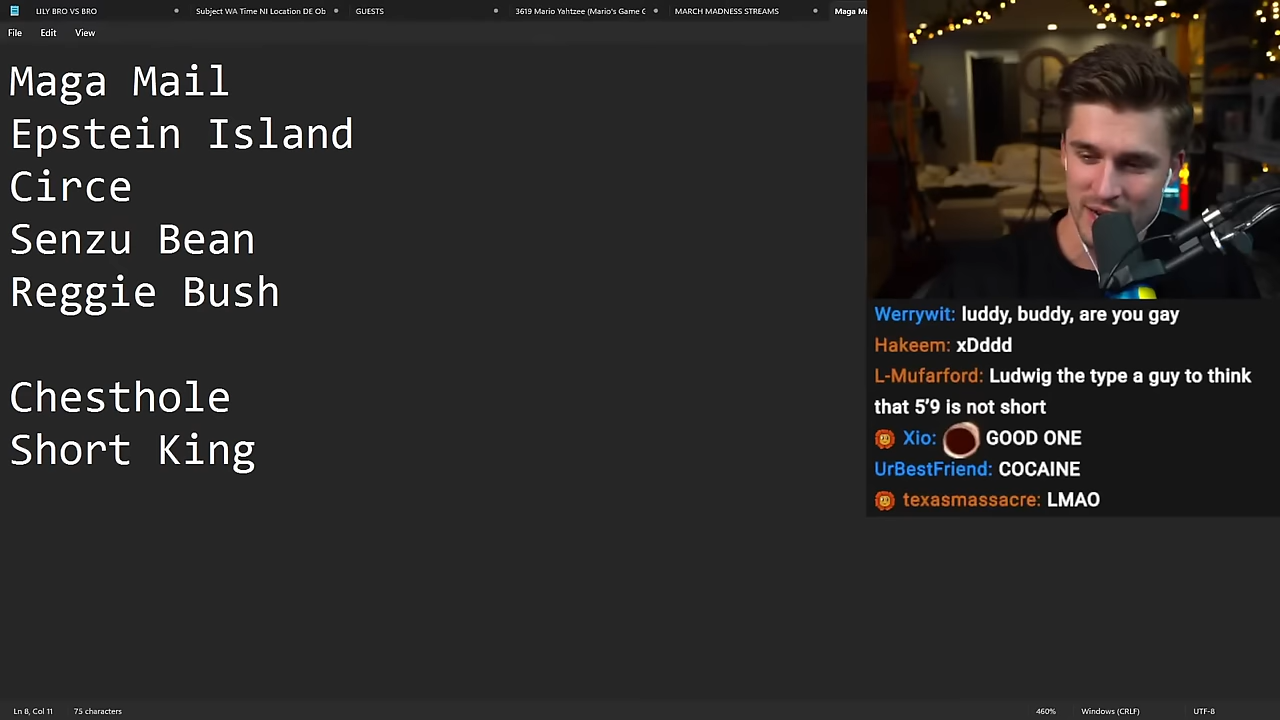 LILY BRO VS BRO
Subject WA Time NI Location DE Ob
GUESTS
3619 Mario Yahtzee (Mario's Game C
MARCH MADNESS STREAMS
Maga Ma
File Edit View
Maga Mail
Epstein Island
Circe
Senzu Bean
Reggie Bush
Chesthole
Short King
Werrywit: luddy, buddy, are you gay
Hakeem: xDddd
L-Mufarford: Ludwig the type a guy to think
that 5'9 is not short
Xio: GOOD ONE
UrBestFriend: COCAINE
texasmassacre: LMAO
Ln 8, Col 11 75 characters 460% Windows (CRLF) UTF-8